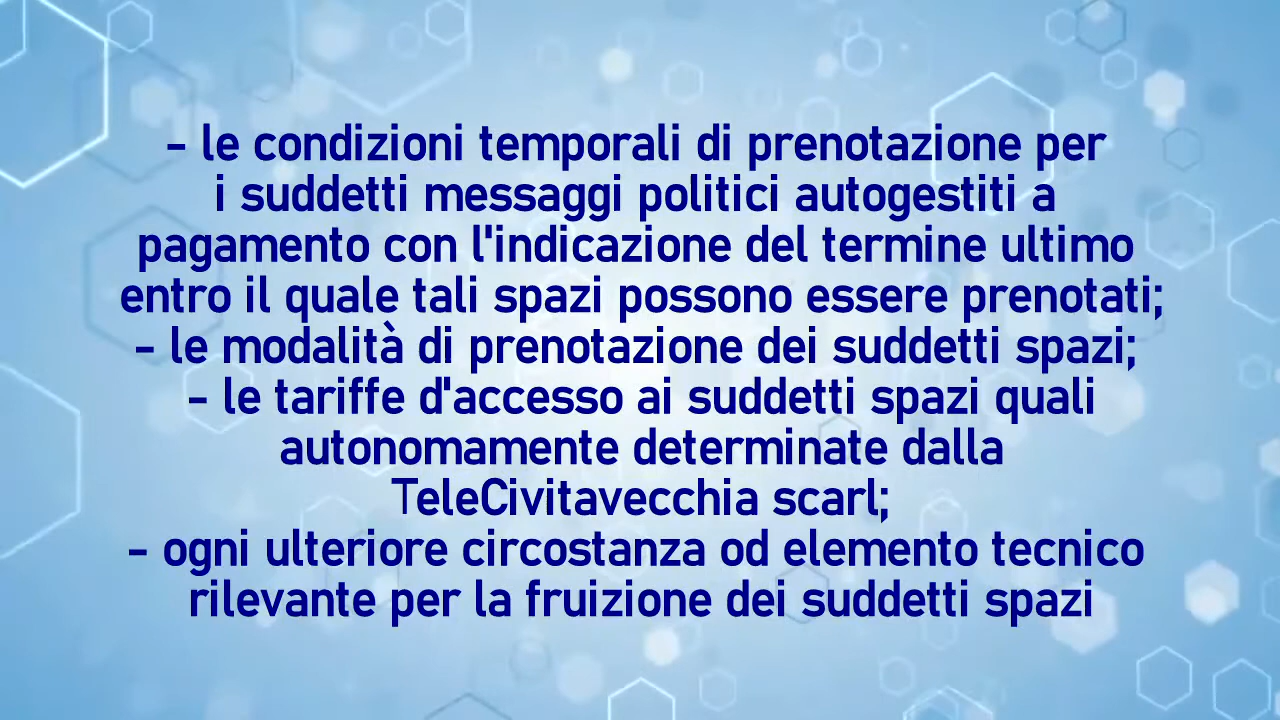 - le condizioni temporali di prenotazione per
i suddetti messaggi politici autogestiti a
pagamento con l'indicazione del termine ultimo
entro il quale tali spazi possono essere prenotati;
- le modalità di prenotazione dei suddetti spazi;
- le tariffe d'accesso ai suddetti spazi quali
autonomamente determinate dalla
TeleCivitavecchia scarl;
- ogni ulteriore circostanza od elemento tecnico
rilevante per la fruizione dei suddetti spazi